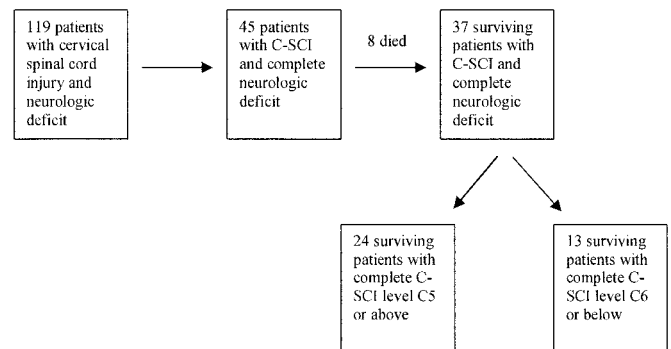 119 patients
with cervical
spinal cord
injury and
neurologic
deficit
45 patients
with C-SCI
and complete
neurologic
deficit
8 died
37 surviving
patients with
C-SCI and
complete
neurologic
deficit
24 surviving
patients with
complete C-
SCI level C5
or above
13 surviving
patients with
complete C-
SCI level C6
or below